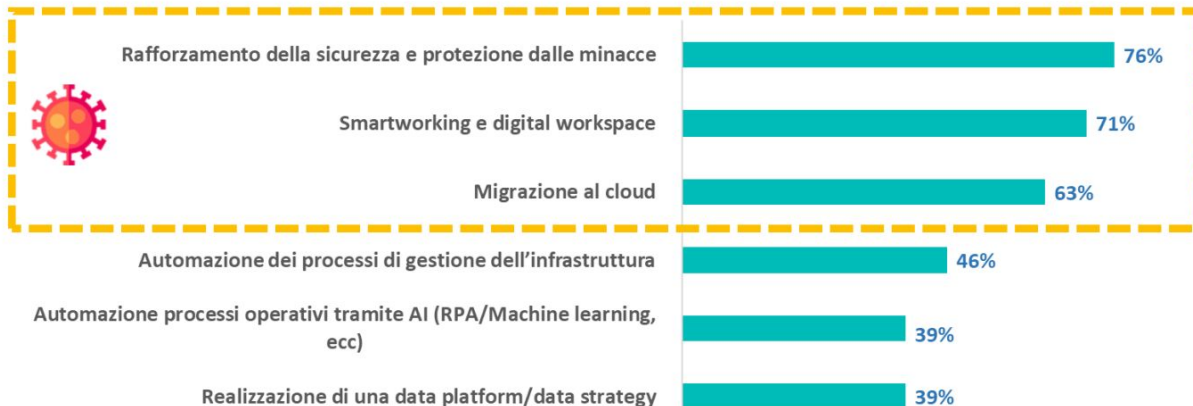 Rafforzamento della sicurezza e protezione dalle minacce 76%
Smartworking e digital workspace 71%
Migrazione al cloud 63%
Automazione dei processi di gestione dell’infrastruttura 46%
Automazione processi operativi tramite AI (RPA/Machine learning,
ecc) 39%
Realizzazione di una data platform/data strategy 39%